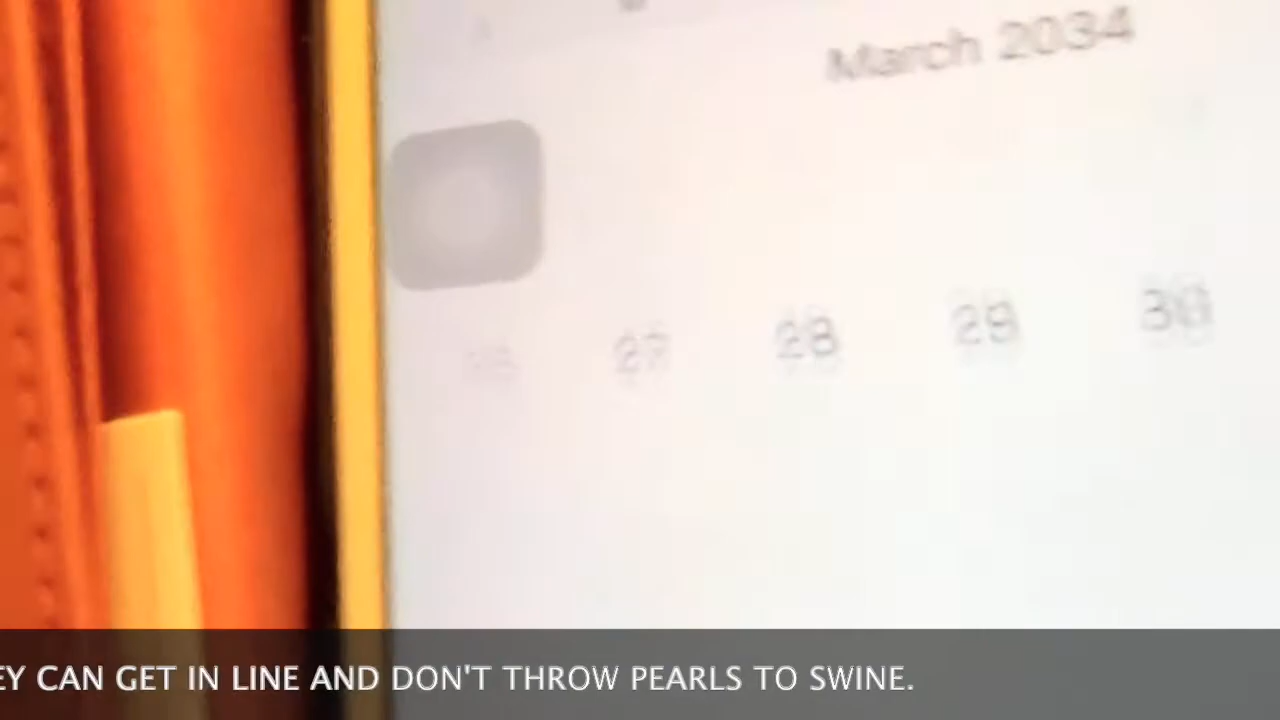 March 2034
27 28 29 30
EY CAN GET IN LINE AND DON'T THROW PEARLS TO SWINE.